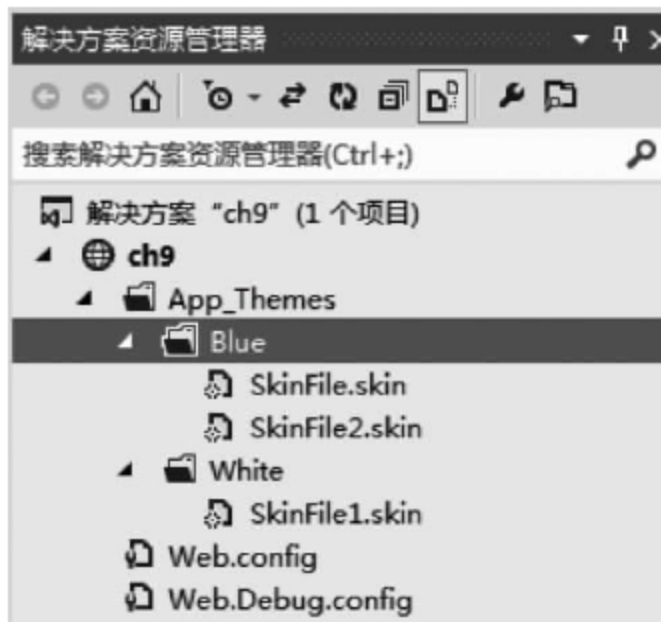 解决方案资源管理器
搜索解决方案资源管理器(Ctrl+;)
解决方案 “ch9” (1 个项目)
ch9
App_Themes
Blue
SkinFile.skin
SkinFile2.skin
White
SkinFile1.skin
Web.config
Web.Debug.config